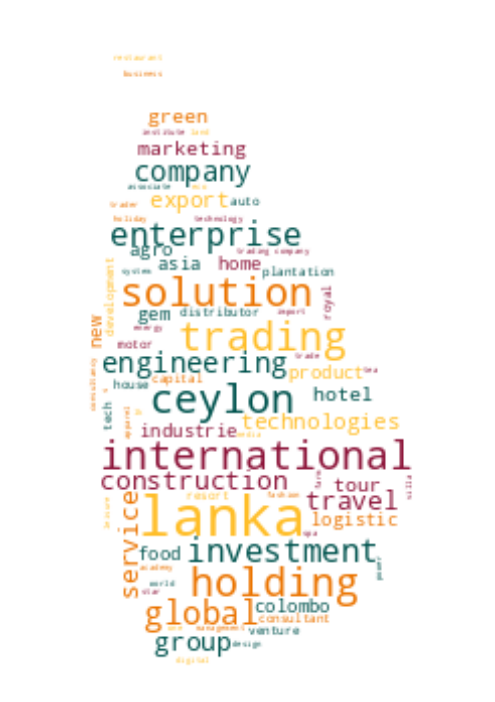 restaurant
business
green
institute land
marketing
company
associate eco
export auto
trader
holiday technology
enterprise
agro trading company
asia home
system plantation
development
solution
royal
gem distributor import
new
energy
trading
motor
engineering trade
product tea
consultancy
house capital
ceylon hotel
tech
apparel
technologies
industrie media
international
construction
farm
tour
villa
service
resort fashion
travel
leisure
lanka logistic
spa
food investment
power
academy
world
star
holding
global colombo
consultant
management venture
group design
digital